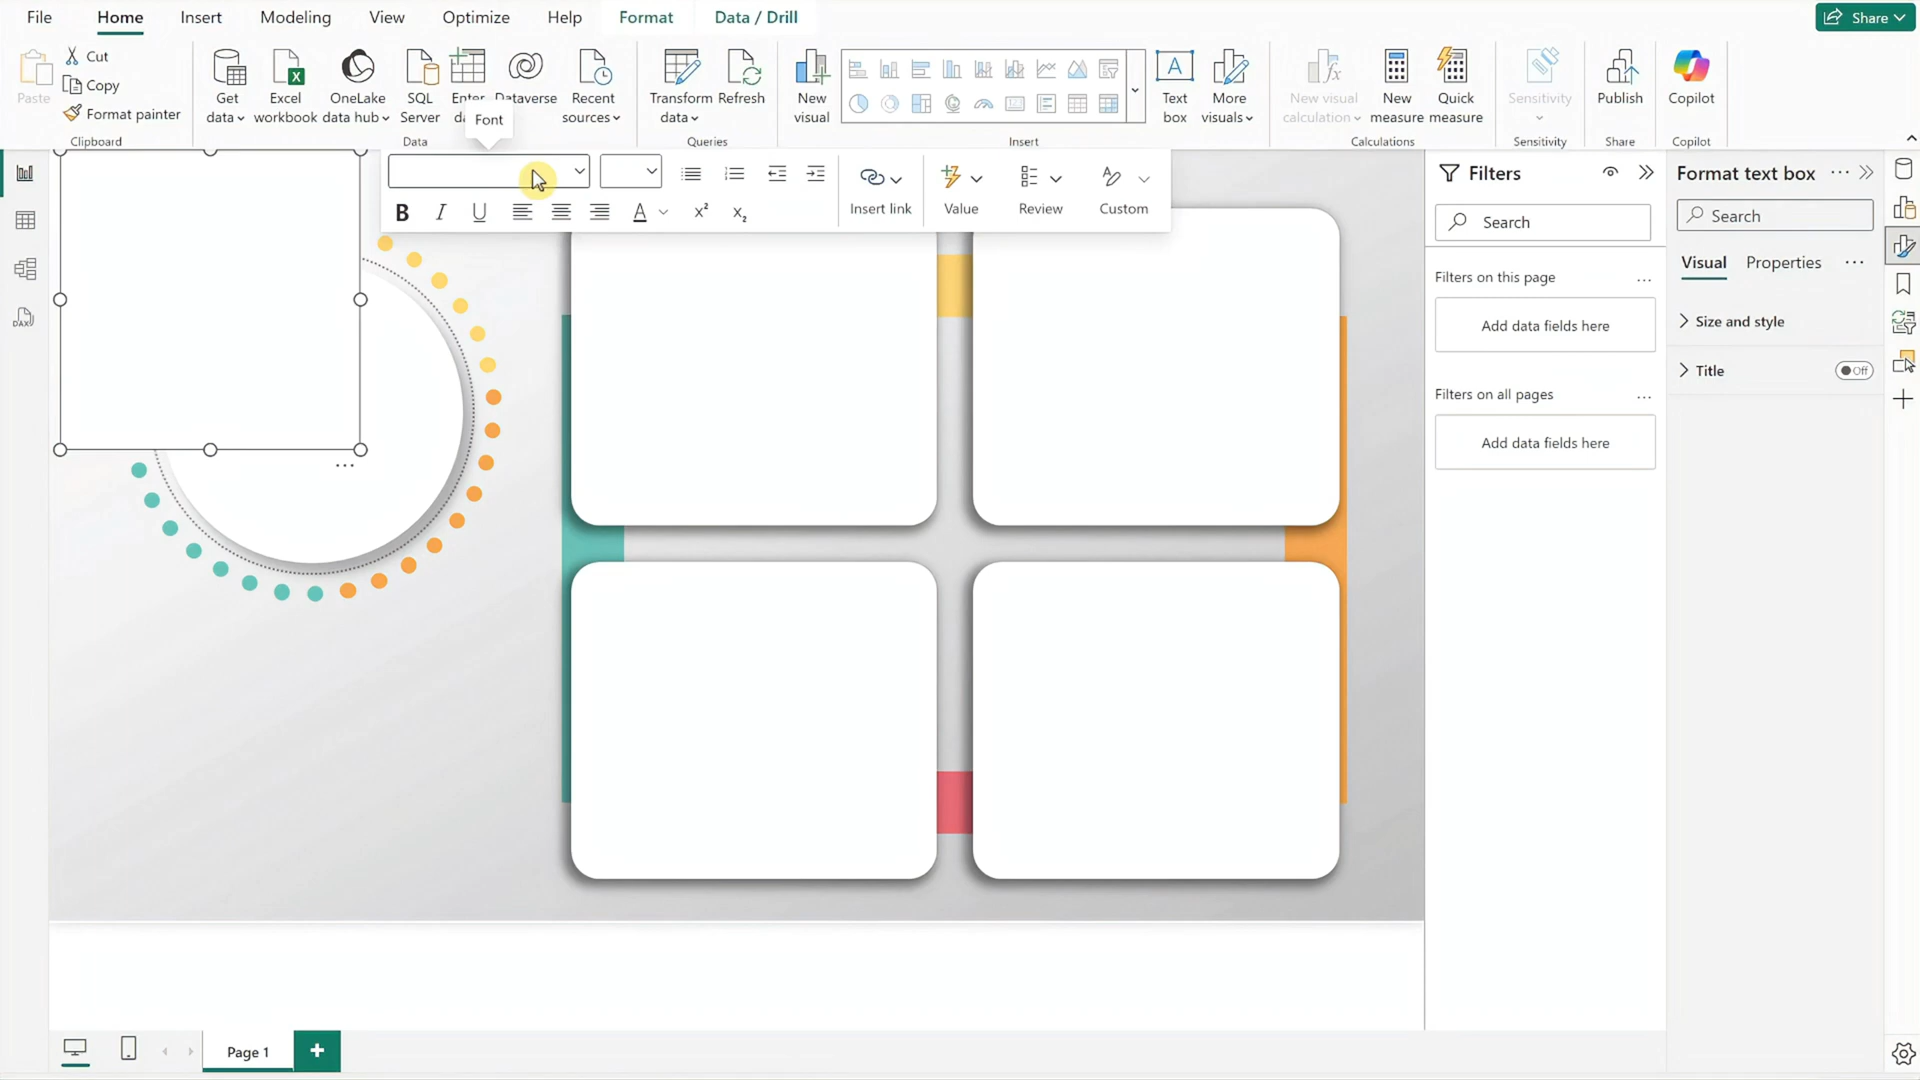 File Home Insert Modeling View Optimize Help Format Data / Drill Share
Paste Cut Copy Format painter
Clipboard
Get data Excel workbook OneLake data hub SQL Server Dataverse Recent sources
Data
Font
Transform data Refresh
Queries
New visual
Text box More visuals
Insert
New visual calculation New measure Quick measure
Calculations
Sensitivity
Sensitivity
Publish
Share
Copilot
Copilot
B I U A x² x₂
Insert link Value Review Custom
DAX
Filters
Search
Filters on this page
Add data fields here
Filters on all pages
Add data fields here
Format text box
Search
Visual Properties
Size and style
Title Off
Page 1